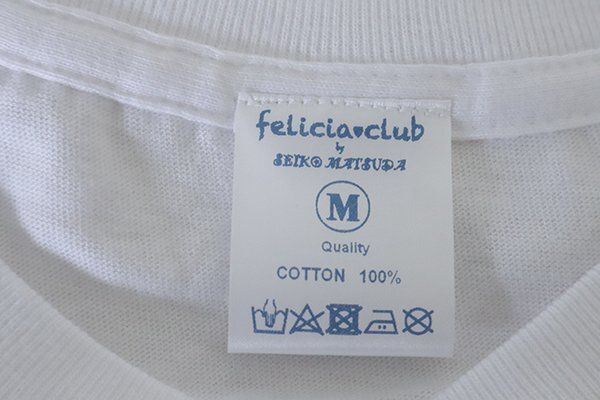 felicia♥club
by
SEIKO MATSUDA
M
Quality
COTTON 100%